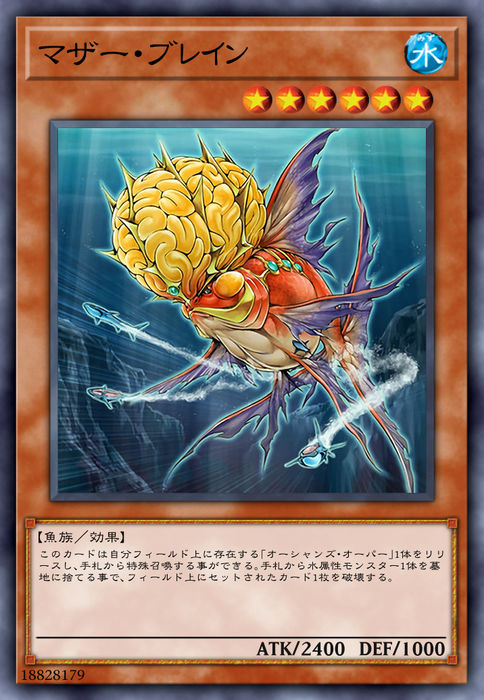 マザー・ブレイン
みず
水
【魚族／効果】
このカードは自分フィールド上に存在する「オーシャンズ・オーパー」1体をリリ
ースし、手札から特殊召喚する事ができる。手札から水属性モンスター1体を墓
地に捨てる事で、フィールド上にセットされたカード1枚を破壊する。
ATK/2400 DEF/1000
18828179